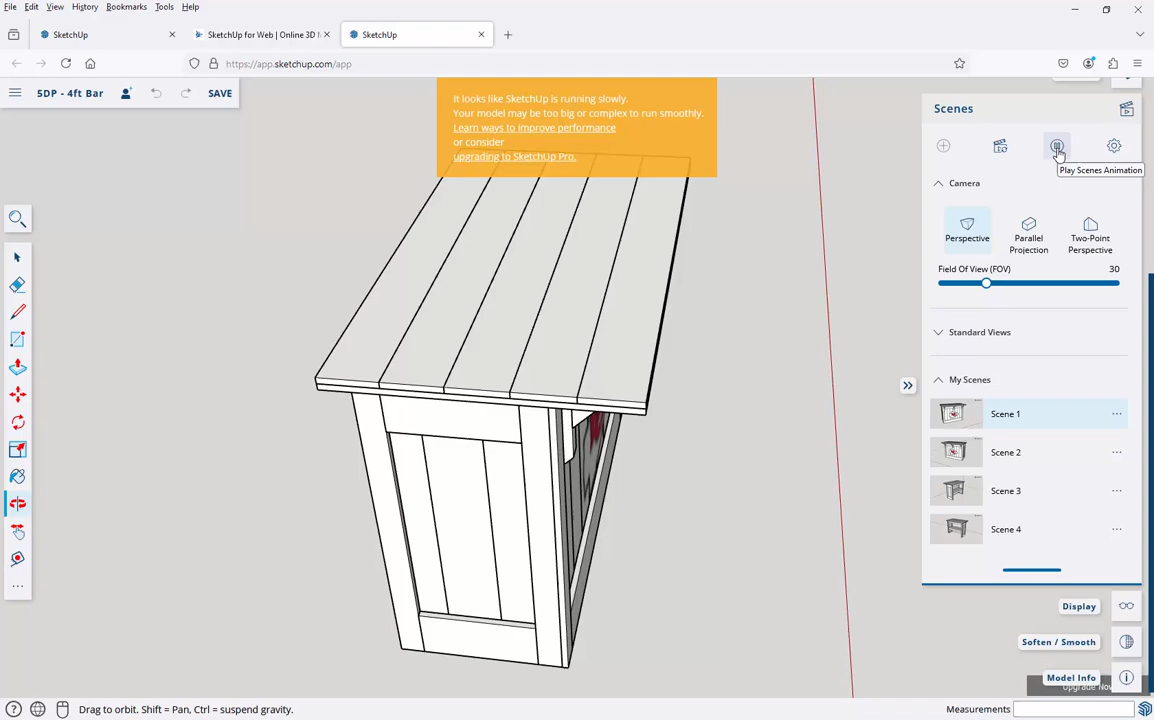 File Edit View History Bookmarks Tools Help
SketchUp
SketchUp for Web | Online 3D M
SketchUp
https://app.sketchup.com/app
5DP - 4ft Bar
SAVE
It looks like SketchUp is running slowly.
Your model may be too big or complex to run smoothly.
Learn ways to improve performance
or consider
upgrading to SketchUp Pro.
Scenes
Play Scenes Animation
Camera
Perspective
Parallel
Projection
Two-Point
Perspective
Field Of View (FOV) 30
Standard Views
My Scenes
Scene 1
Scene 2
Scene 3
Scene 4
Display
Soften / Smooth
Model Info
Upgrade Now
Drag to orbit. Shift = Pan, Ctrl = suspend gravity.
Measurements